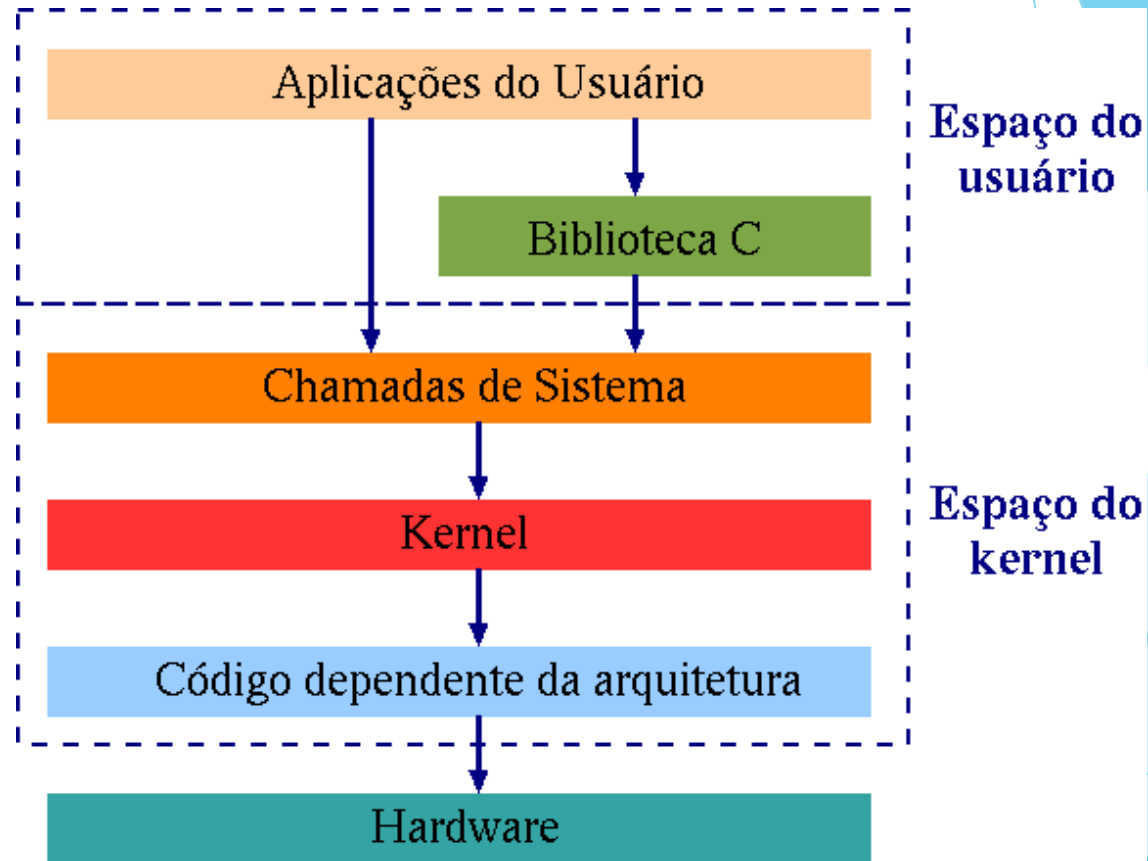 Aplicações do Usuário
Espaço do
usuário
Biblioteca C
Chamadas de Sistema
Kernel
Espaço do
kernel
Código dependente da arquitetura
Hardware